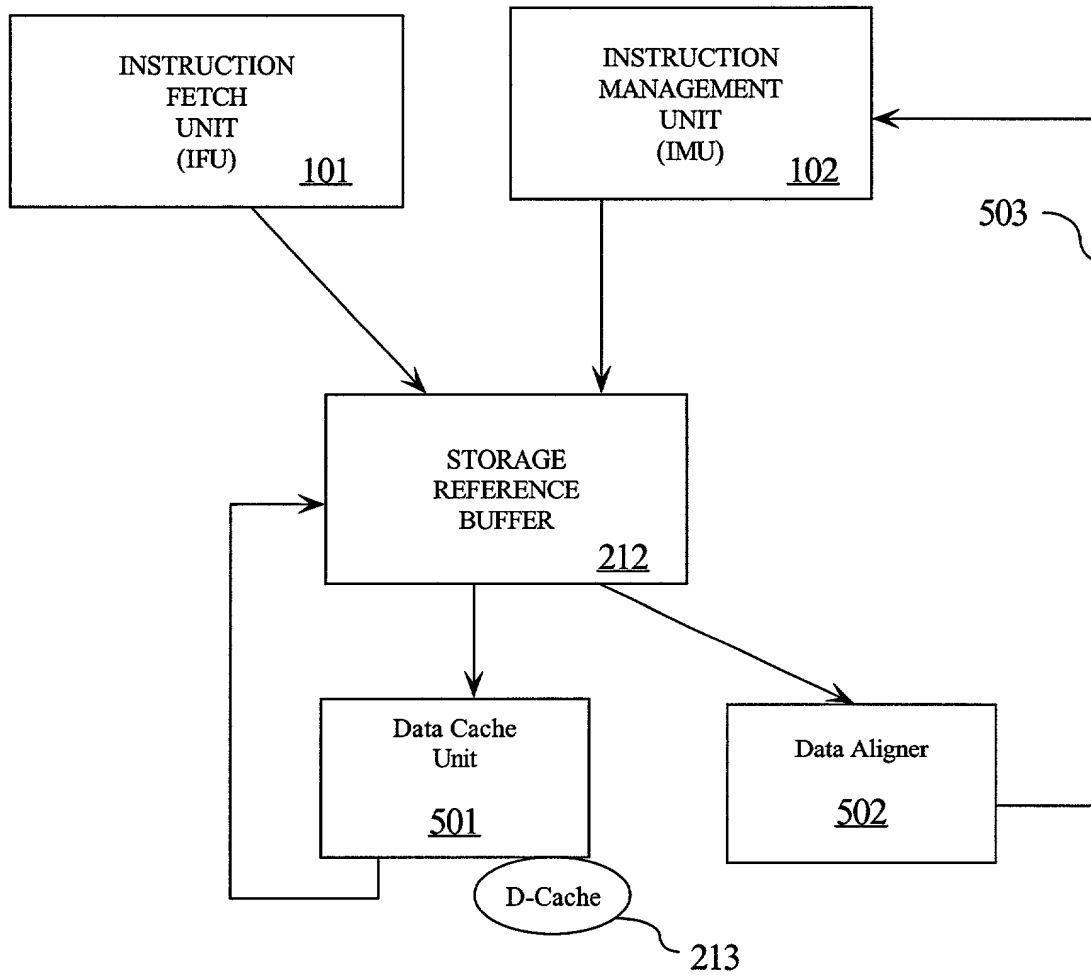 INSTRUCTION
FETCH
UNIT
(IFU)
101
INSTRUCTION
MANAGEMENT
UNIT
(IMU)
102
503
STORAGE
REFERENCE
BUFFER
212
Data Cache
Unit
501
Data Aligner
502
D-Cache
213